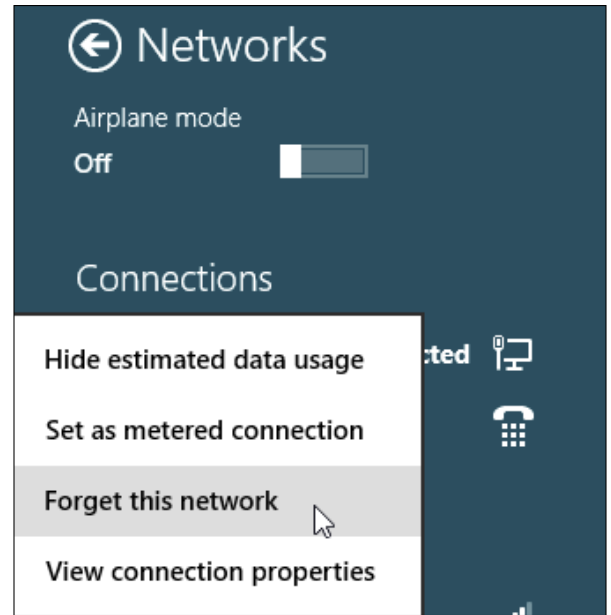 Networks
Airplane mode
Off
Connections
Hide estimated data usage
cted
Set as metered connection
Forget this network
View connection properties